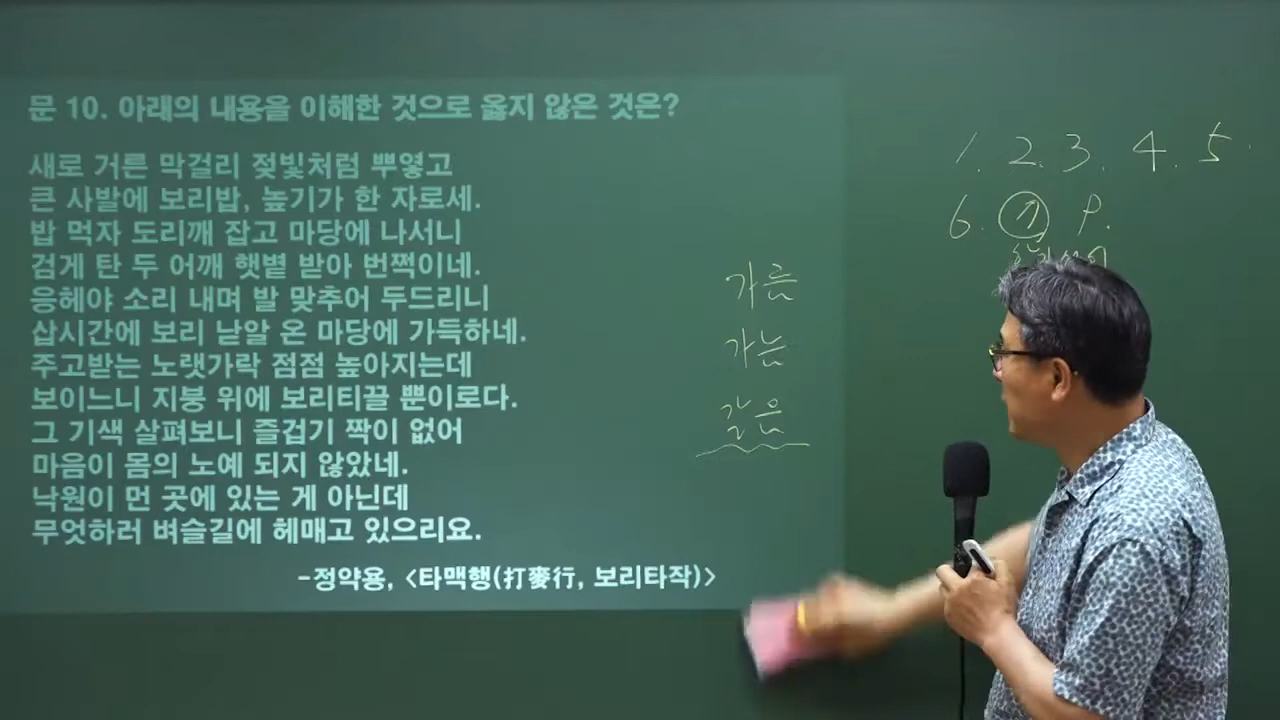 문 10. 아래의 내용을 이해한 것으로 옳지 않은 것은?
새로 거른 막걸리 젖빛처럼 뿌옇고
큰 사발에 보리밥, 높기가 한 자로세.
밥 먹자 도리깨 잡고 마당에 나서니
검게 탄 두 어깨 햇볕 받아 번쩍이네.
응헤야 소리 내며 발 맞추어 두드리니
삽시간에 보리 낟알 온 마당에 가득하네.
주고받는 노랫가락 점점 높아지는데
보이느니 지붕 위에 보리티끌 뿐이로다.
그 기색 살펴보니 즐겁기 짝이 없어
마음이 몸의 노예 되지 않았네.
낙원이 먼 곳에 있는 게 아닌데
무엇하러 벼슬길에 헤매고 있으리요.
-정약용, <타맥행(打麥行, 보리타작)>
가름
가늠
갈음
1. 2. 3. 4. 5.
6. P.